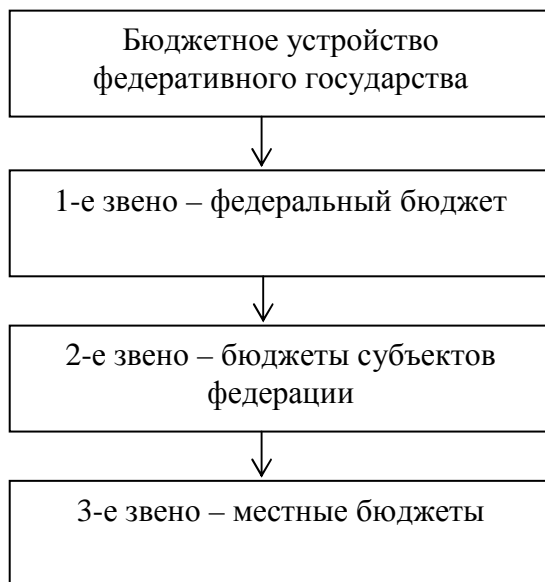 Бюджетное устройство
федеративного государства
1-е звено – федеральный бюджет
2-е звено – бюджеты субъектов
федерации
3-е звено – местные бюджеты